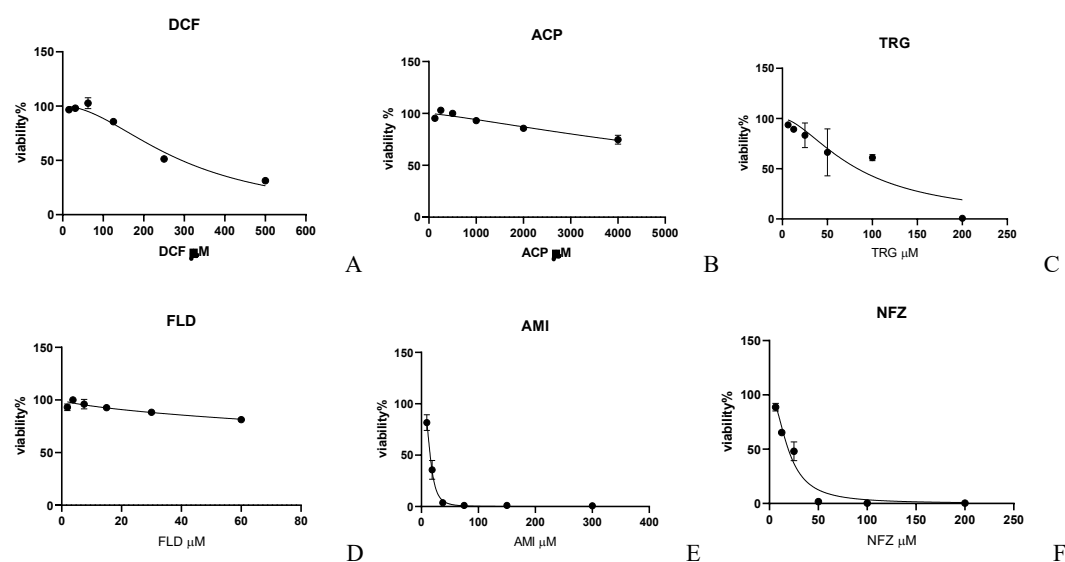 DCF
150
100
50
0
viability%
0 100 200 300 400 500 600
DCF μM
A
ACP
150
100
50
0
viability %
0 1000 2000 3000 4000 5000
ACP μM
B
TRG
150
100
50
0
viability%
0 50 100 150 200 250
TRG μM
C
FLD
150
100
50
0
viability%
0 20 40 60 80
FLD μM
D
AMI
150
100
50
0
viability%
0 100 200 300 400
AMI μM
E
NFZ
150
100
50
0
viability%
0 50 100 150 200 250
NFZ μM
F